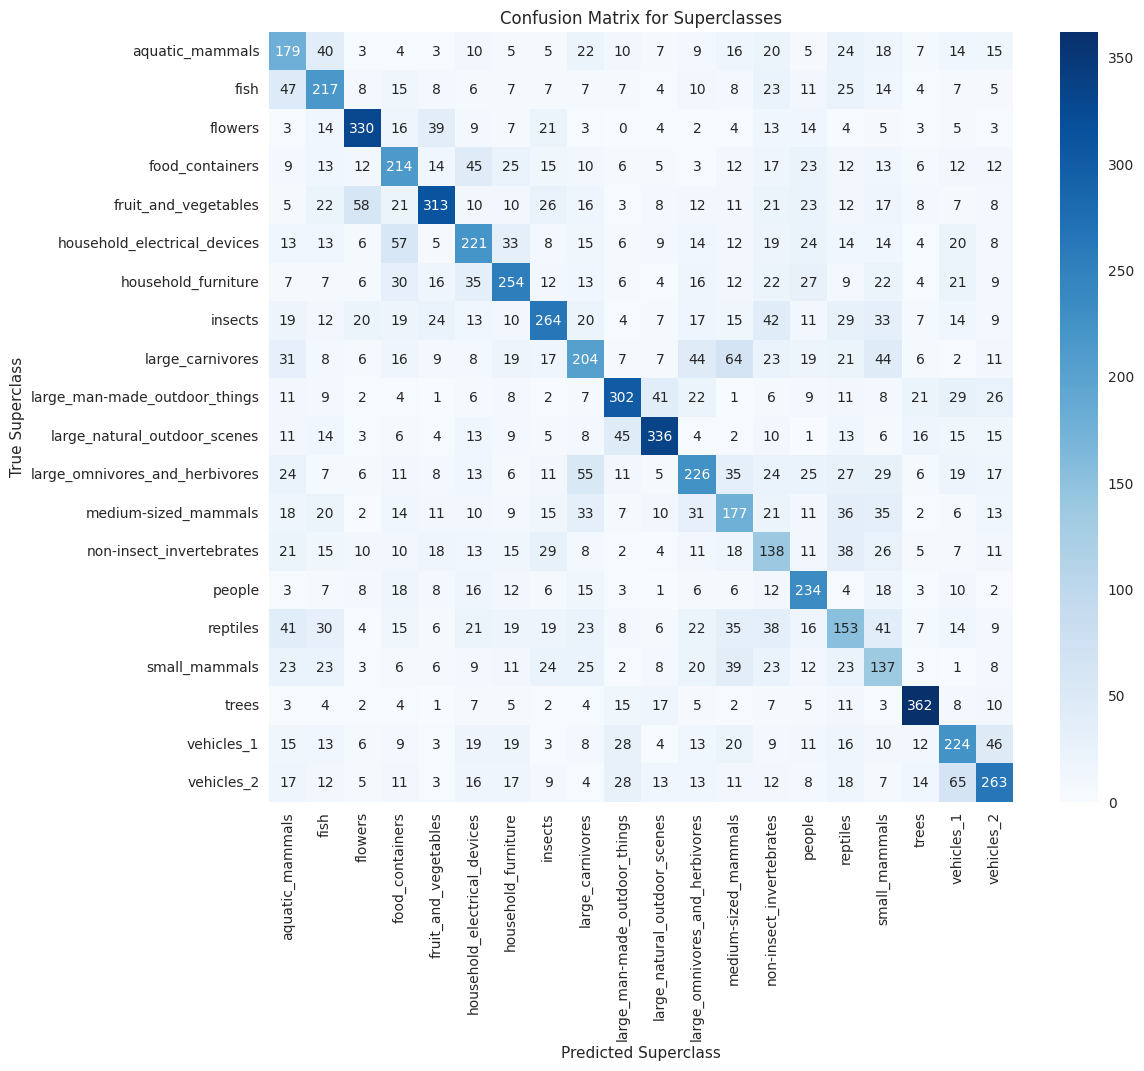 Confusion Matrix for Superclasses
aquatic_mammals 179 40 3 4 3 10 5 5 22 10 7 9 16 20 5 24 18 7 14 15
fish 47 217 8 15 8 6 7 7 7 7 4 10 8 23 11 25 14 4 7 5
flowers 3 14 330 16 39 9 7 21 3 0 4 2 4 13 14 4 5 3 5 3
food_containers 9 13 12 214 14 45 25 15 10 6 5 3 12 17 23 12 13 6 12 12
fruit_and_vegetables 5 22 58 21 313 10 10 26 16 3 8 12 11 21 23 12 17 8 7 8
household_electrical_devices 13 13 6 57 5 221 33 8 15 6 9 14 12 19 24 14 14 4 20 8
household_furniture 7 7 6 30 16 35 254 12 13 6 4 16 12 22 27 9 22 4 21 9
insects 19 12 20 19 24 13 10 264 20 4 7 17 15 42 11 29 33 7 14 9
large_carnivores 31 8 6 16 9 8 19 17 204 7 7 44 64 23 19 21 44 6 2 11
large_man-made_outdoor_things 11 9 2 4 1 6 8 2 7 302 41 22 1 6 9 11 8 21 29 26
large_natural_outdoor_scenes 11 14 3 6 4 13 9 5 8 45 336 4 2 10 1 13 6 16 15 15
large_omnivores_and_herbivores 24 7 6 11 8 13 6 11 55 11 5 226 35 24 25 27 29 6 19 17
medium-sized_mammals 18 20 2 14 11 10 9 15 33 7 10 31 177 21 11 36 35 2 6 13
non-insect_invertebrates 21 15 10 10 18 13 15 29 8 2 4 11 18 138 11 38 26 5 7 11
people 3 7 8 18 8 16 12 6 15 3 1 6 6 12 234 4 18 3 10 2
reptiles 41 30 4 15 6 21 19 19 23 8 6 22 35 38 16 153 41 7 14 9
small_mammals 23 23 3 6 6 9 11 24 25 2 8 20 39 23 12 23 137 3 1 8
trees 3 4 2 4 1 7 5 2 4 15 17 5 2 7 5 11 3 362 8 10
vehicles_1 15 13 6 9 3 19 19 3 8 28 4 13 20 9 11 16 10 12 224 46
vehicles_2 17 12 5 11 3 16 17 9 4 28 13 13 11 12 8 18 7 14 65 263
True Superclass
aquatic_mammals
fish
flowers
food_containers
fruit_and_vegetables
household_electrical_devices
household_furniture
insects
large_carnivores
large_man-made_outdoor_things
large_natural_outdoor_scenes
large_omnivores_and_herbivores
medium-sized_mammals
non-insect_invertebrates
people
reptiles
small_mammals
trees
vehicles_1
vehicles_2
Predicted Superclass
350
300
250
200
150
100
50
0